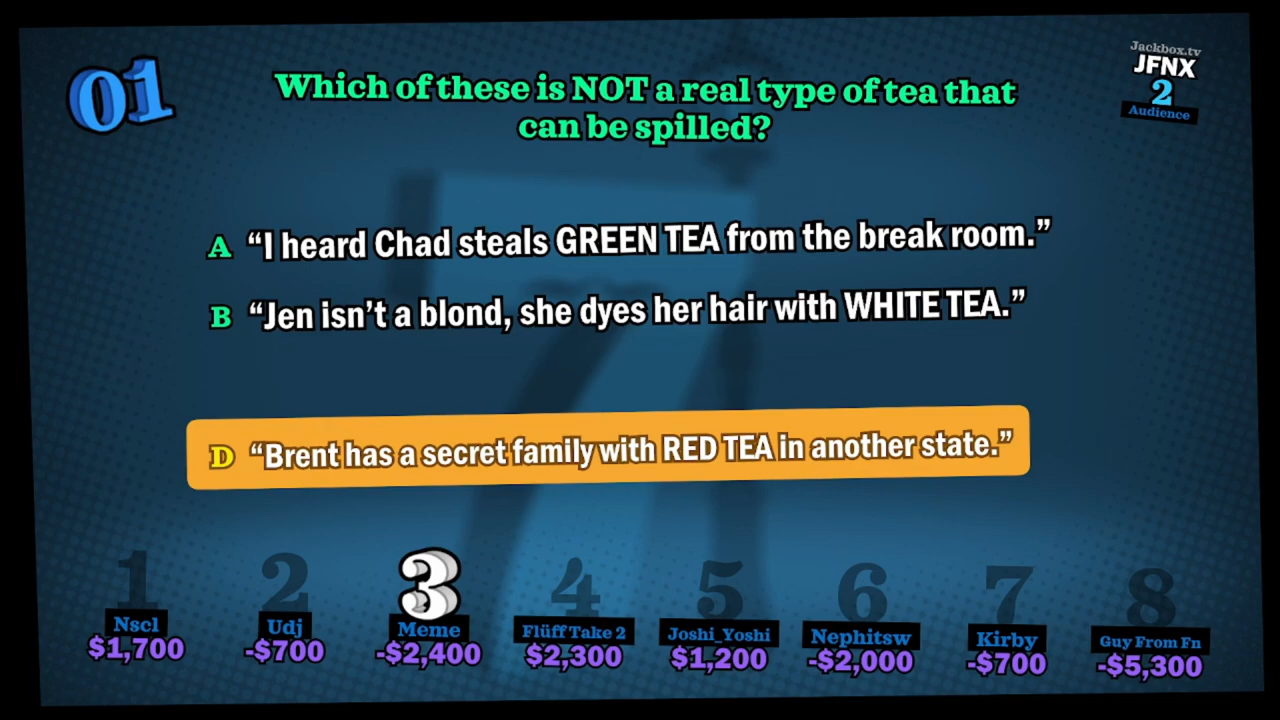 01
Which of these is NOT a real type of tea that
can be spilled?
Jackbox.tv
JFNX
2
Audience
A "I heard Chad steals GREEN TEA from the break room."
B "Jen isn't a blond, she dyes her hair with WHITE TEA."
D "Brent has a secret family with RED TEA in another state."
1 2 3 4 5 6 7 8
Nscl Udj Meme Flüff Take 2 Joshi_Yoshi Nephitsw Kirby Guy From Fn
$1,700 -$700 -$2,400 $2,300 $1,200 -$2,000 -$700 -$5,300